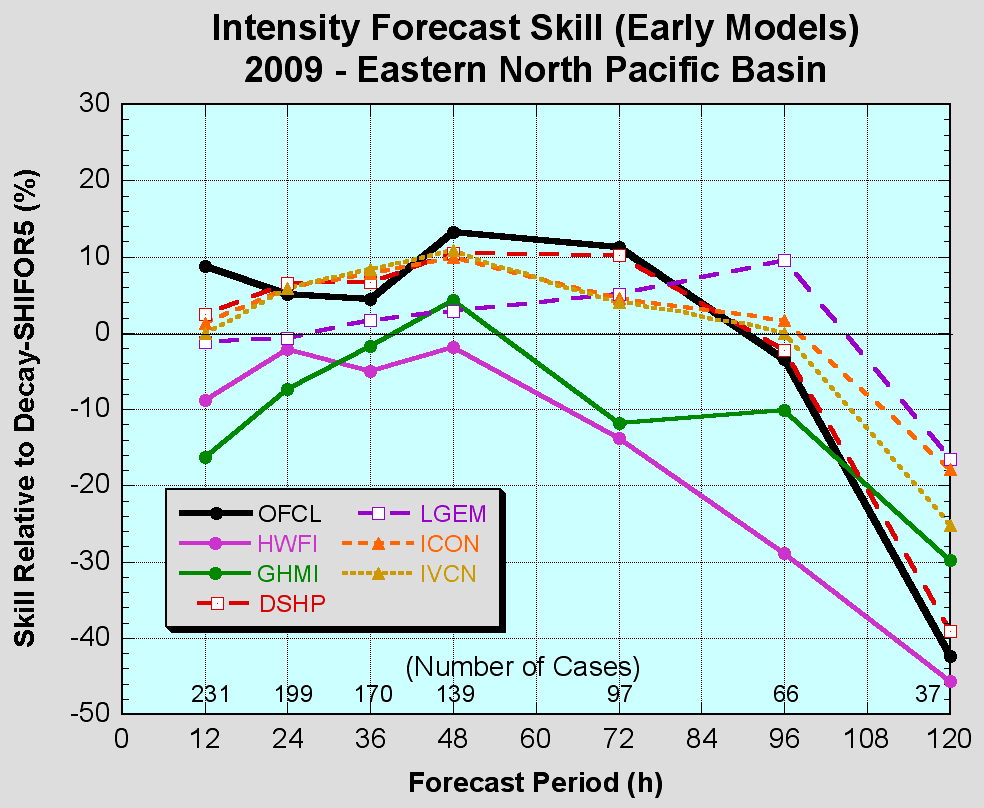 Intensity Forecast Skill (Early Models)
2009 - Eastern North Pacific Basin
Skill Relative to Decay-SHIFOR5 (%)
30
20
10
0
-10
-20
-30
-40
-50
OFCL LGEM
HWFI ICON
GHMI IVCN
DSHP
(Number of Cases)
231 199 170 139 97 66 37
0 12 24 36 48 60 72 84 96 108 120
Forecast Period (h)